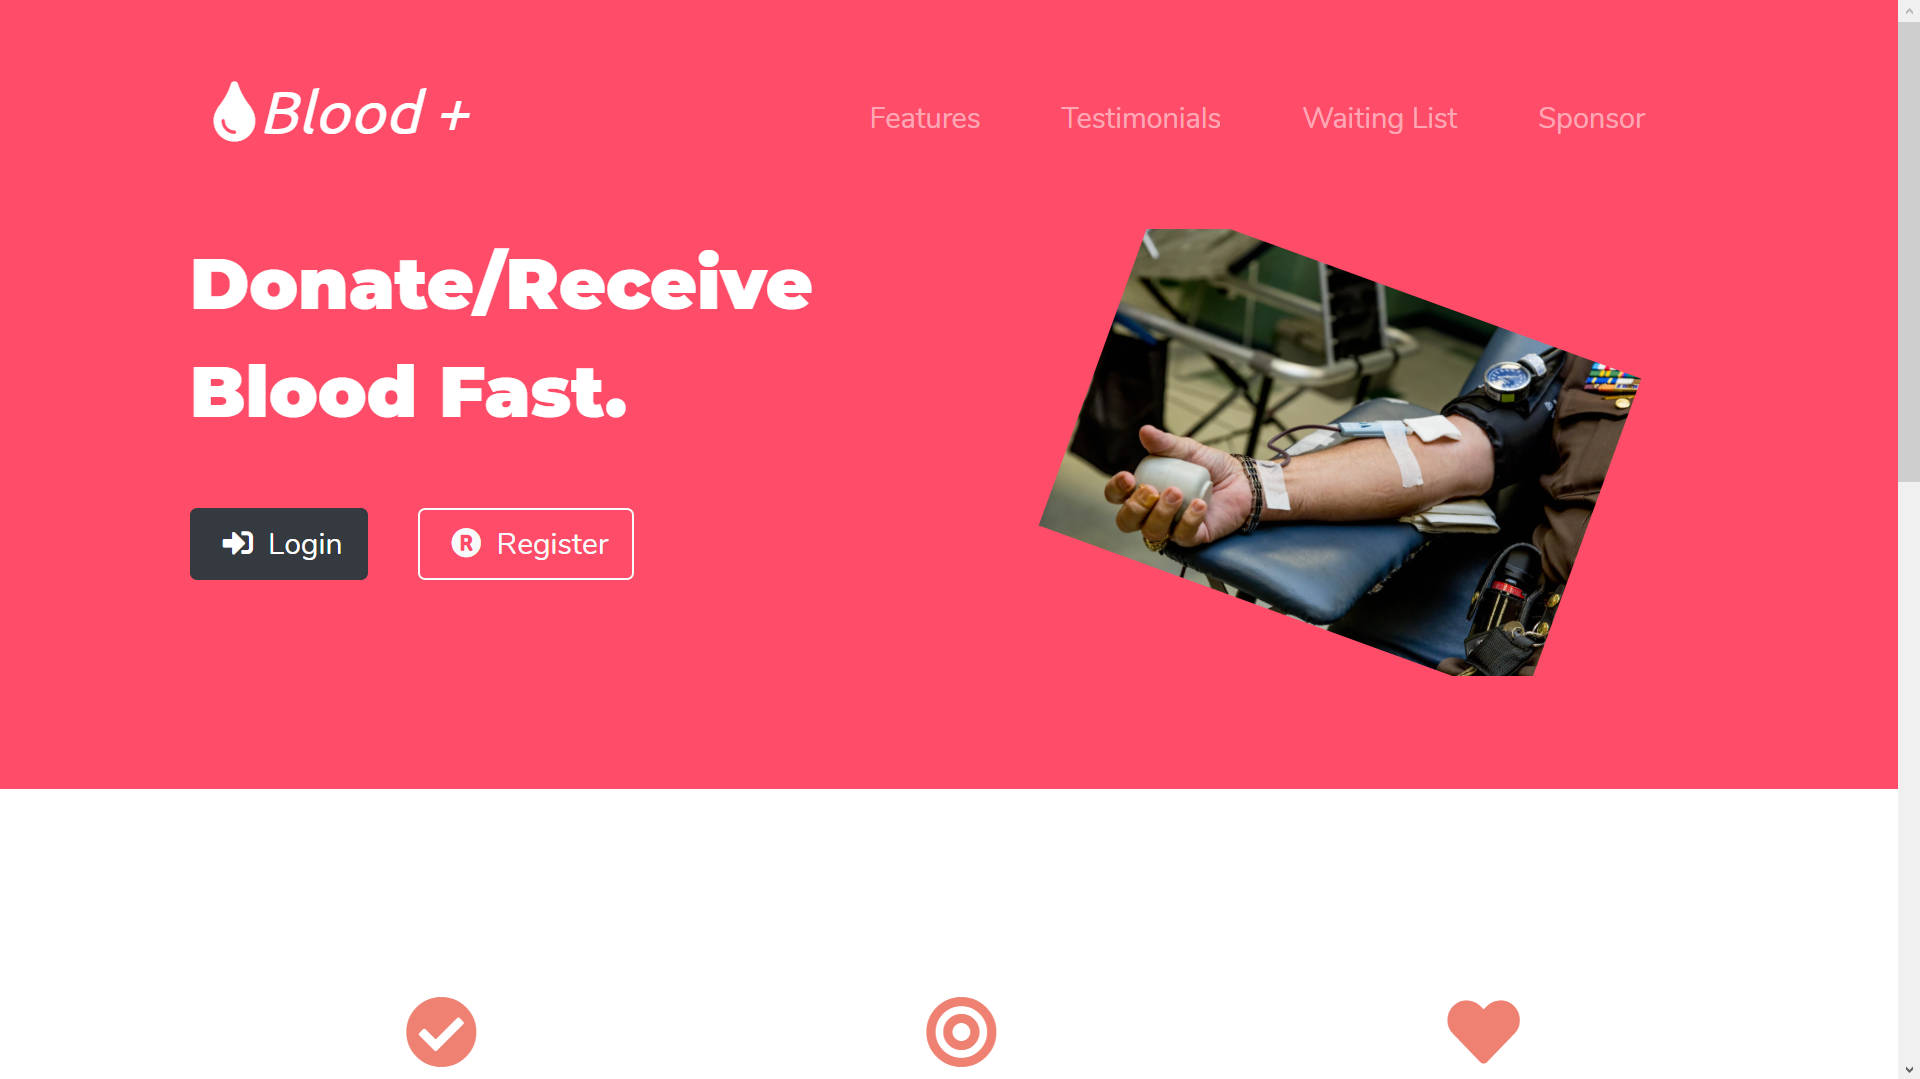 Blood +
Features Testimonials Waiting List Sponsor
Donate/Receive
Blood Fast.
Login
R Register